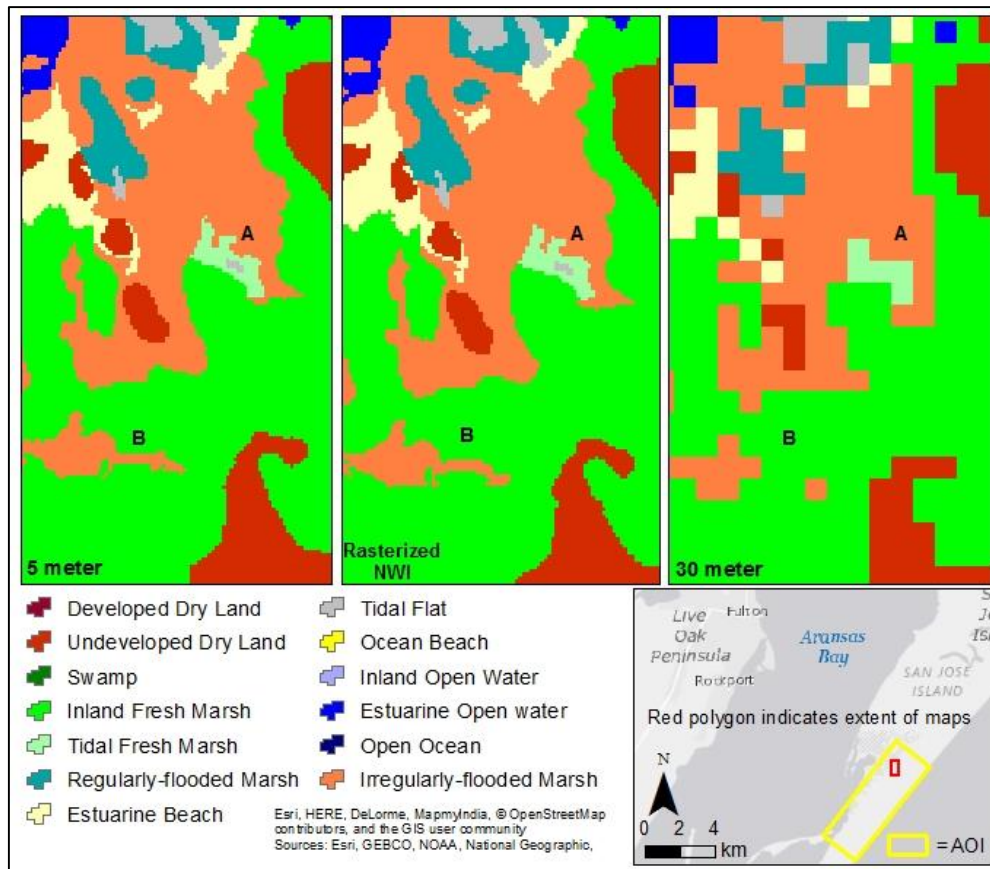 A
B
5 meter
A
B
Rasterized
NWI
A
B
30 meter
Developed Dry Land
Undeveloped Dry Land
Swamp
Inland Fresh Marsh
Tidal Fresh Marsh
Regularly-flooded Marsh
Estuarine Beach
Tidal Flat
Ocean Beach
Inland Open Water
Estuarine Open water
Open Ocean
Irregularly-flooded Marsh
Esri, HERE, DeLorme, MapmyIndia, © OpenStreetMap
contributors, and the GIS user community
Sources: Esri, GEBCO, NOAA, National Geographic,
Live
Oak
Peninsula
Fulton
Rockport
Aransas
Bay
SAN JOSE
ISLAND
Red polygon indicates extent of maps
N
0 2 4
km
= AOI